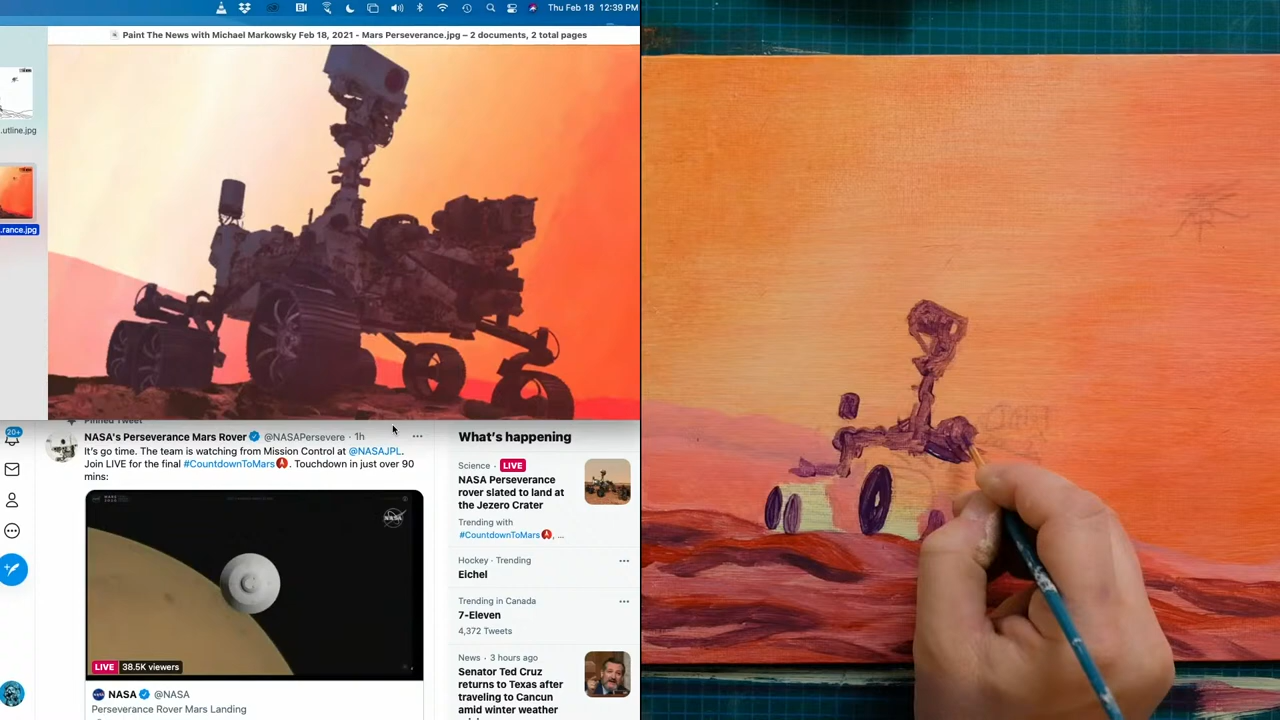 Thu Feb 18 12:39 PM
Paint The News with Michael Markowsky Feb 18, 2021 - Mars Perseverance.jpg – 2 documents, 2 total pages
...utline.jpg
...rance.jpg
Pinned Tweet
20+
NASA's Perseverance Mars Rover @NASAPersevere · 1h
It's go time. The team is watching from Mission Control at @NASAJPL.
Join LIVE for the final #CountdownToMars. Touchdown in just over 90
mins:
NASA
LIVE 38.5K viewers
NASA @NASA
Perseverance Rover Mars Landing
What's happening
Science · LIVE
NASA Perseverance
rover slated to land at
the Jezero Crater
Trending with
#CountdownToMars, ...
Hockey · Trending
Eichel
Trending in Canada
7-Eleven
4,372 Tweets
News · 3 hours ago
Senator Ted Cruz
returns to Texas after
traveling to Cancun
amid winter weather